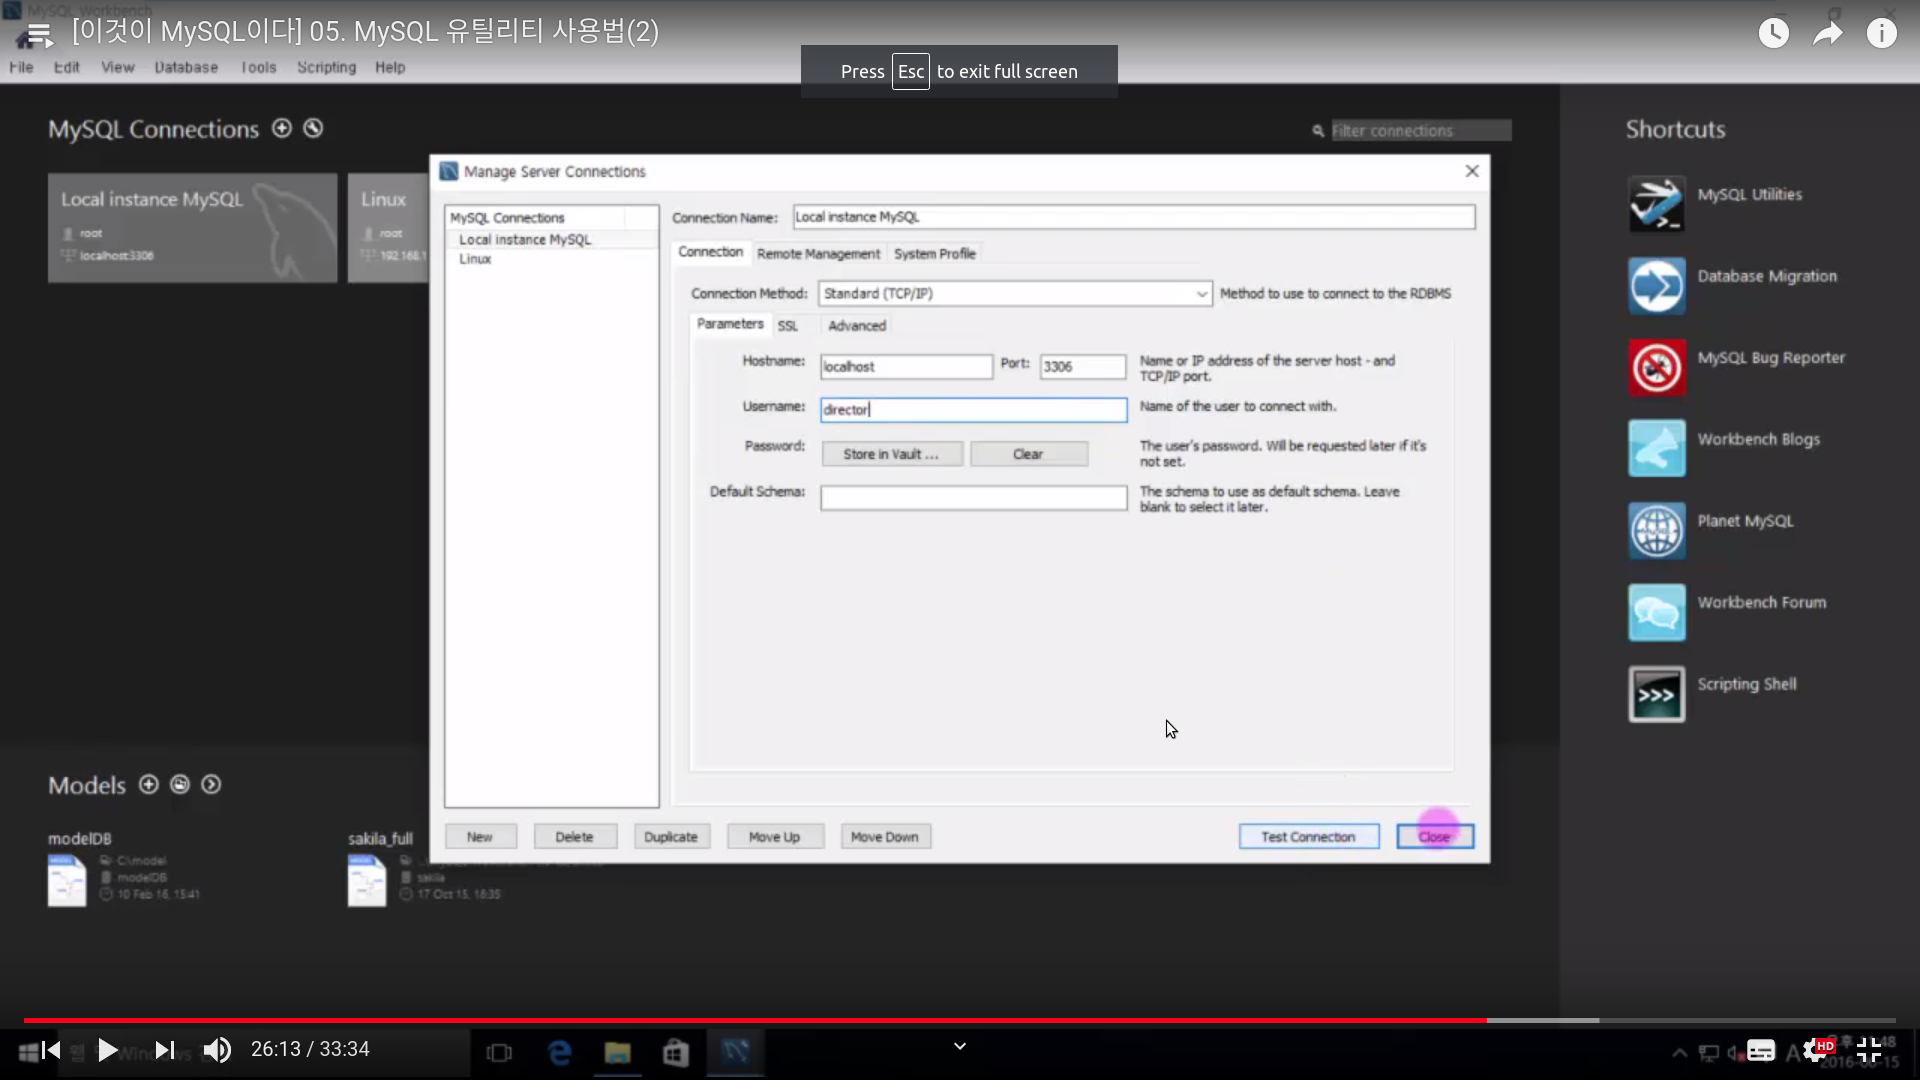 MySQL Workbench
[이것이 MySQL이다] 05. MySQL 유틸리티 사용법(2)
File Edit View Database Tools Scripting Help
Press Esc to exit full screen
MySQL Connections
Filter connections
Shortcuts
Local instance MySQL
root
localhost:3306
Linux
root
192.168.1
Manage Server Connections
MySQL Connections
Local instance MySQL
Linux
Connection Name: Local instance MySQL
Connection Remote Management System Profile
Connection Method: Standard (TCP/IP) Method to use to connect to the RDBMS
Parameters SSL Advanced
Hostname: localhost Port: 3306 Name or IP address of the server host - and
TCP/IP port.
Username: director Name of the user to connect with.
Password: Store in Vault ... Clear The user's password. Will be requested later if it's
not set.
Default Schema: The schema to use as default schema. Leave
blank to select it later.
New Delete Duplicate Move Up Move Down Test Connection Close
MySQL Utilities
Database Migration
MySQL Bug Reporter
Workbench Blogs
Planet MySQL
Workbench Forum
Scripting Shell
Models
modelDB
C:\model
modelDB
10 Feb 16, 15:41
sakila_full
sakila
17 Oct 15, 18:35
26:13 / 33:34
HD